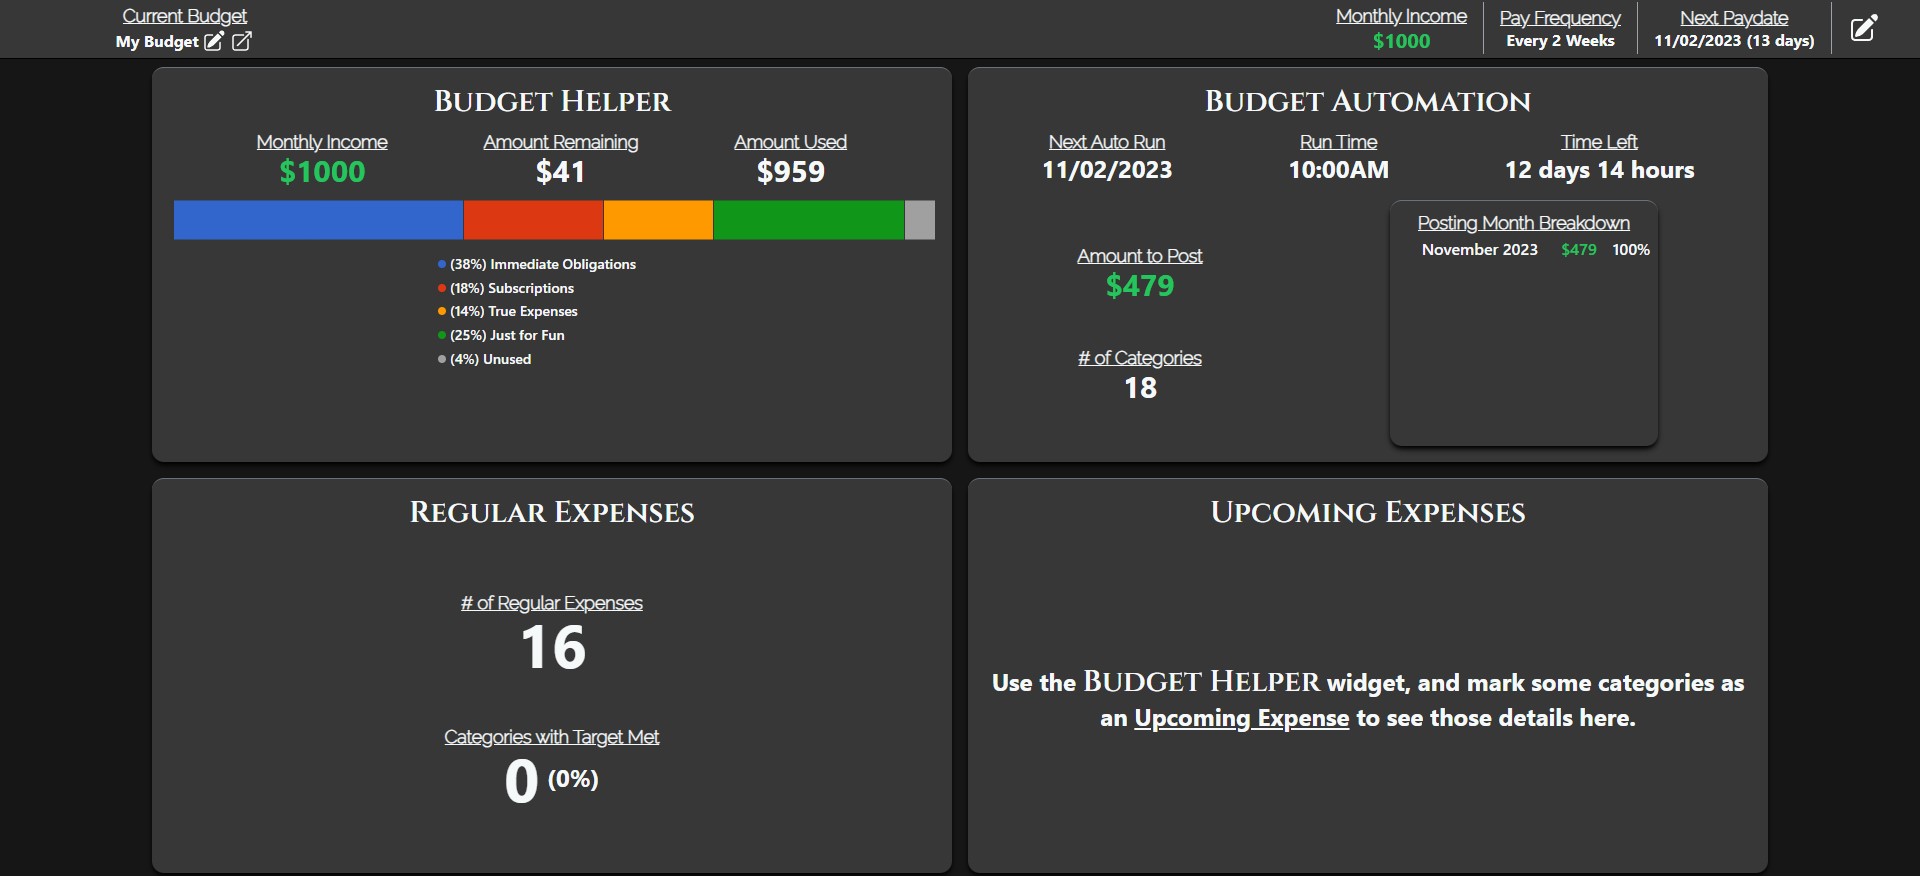 Current Budget
My Budget
Monthly Income
$1000
Pay Frequency
Every 2 Weeks
Next Paydate
11/02/2023 (13 days)
Budget Helper
Monthly Income
$1000
Amount Remaining
$41
Amount Used
$959
(38%) Immediate Obligations
(18%) Subscriptions
(14%) True Expenses
(25%) Just for Fun
(4%) Unused
Budget Automation
Next Auto Run
11/02/2023
Run Time
10:00AM
Time Left
12 days 14 hours
Amount to Post
$479
# of Categories
18
Posting Month Breakdown
November 2023 $479 100%
Regular Expenses
# of Regular Expenses
16
Categories with Target Met
0 (0%)
Upcoming Expenses
Use the Budget Helper widget, and mark some categories as
an Upcoming Expense to see those details here.